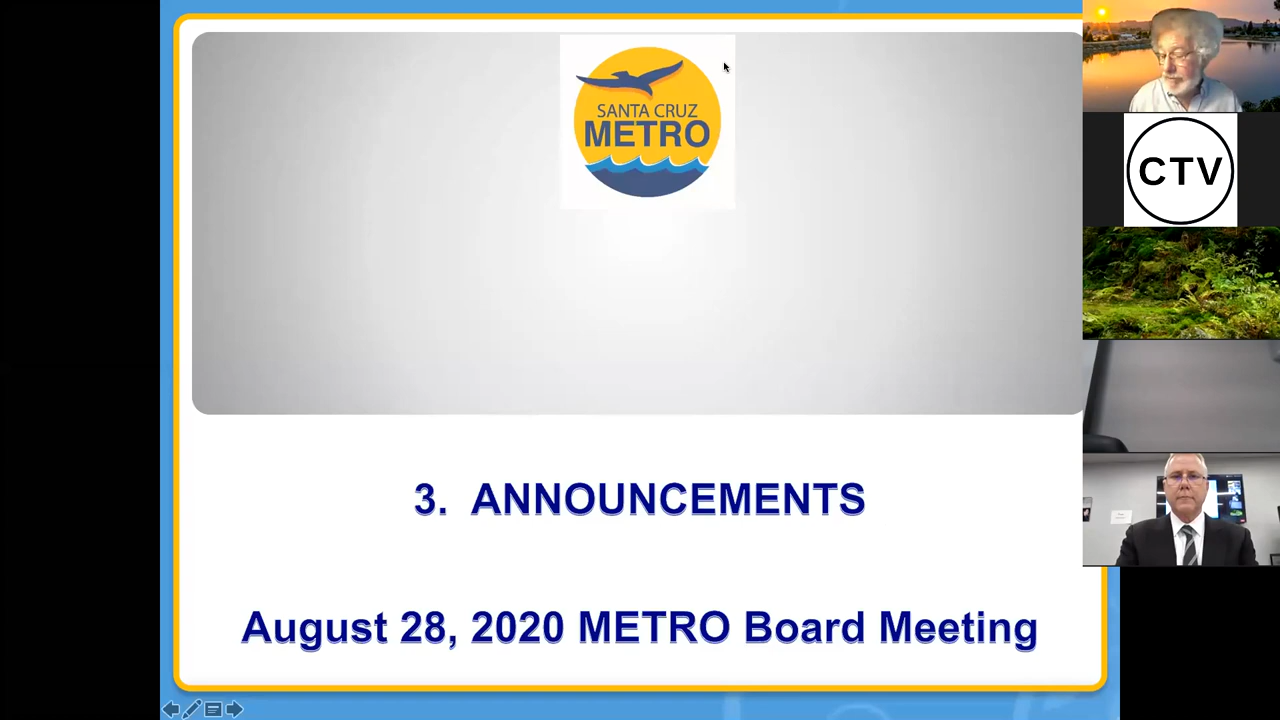 SANTA CRUZ
METRO
CTV
3. ANNOUNCEMENTS
August 28, 2020 METRO Board Meeting